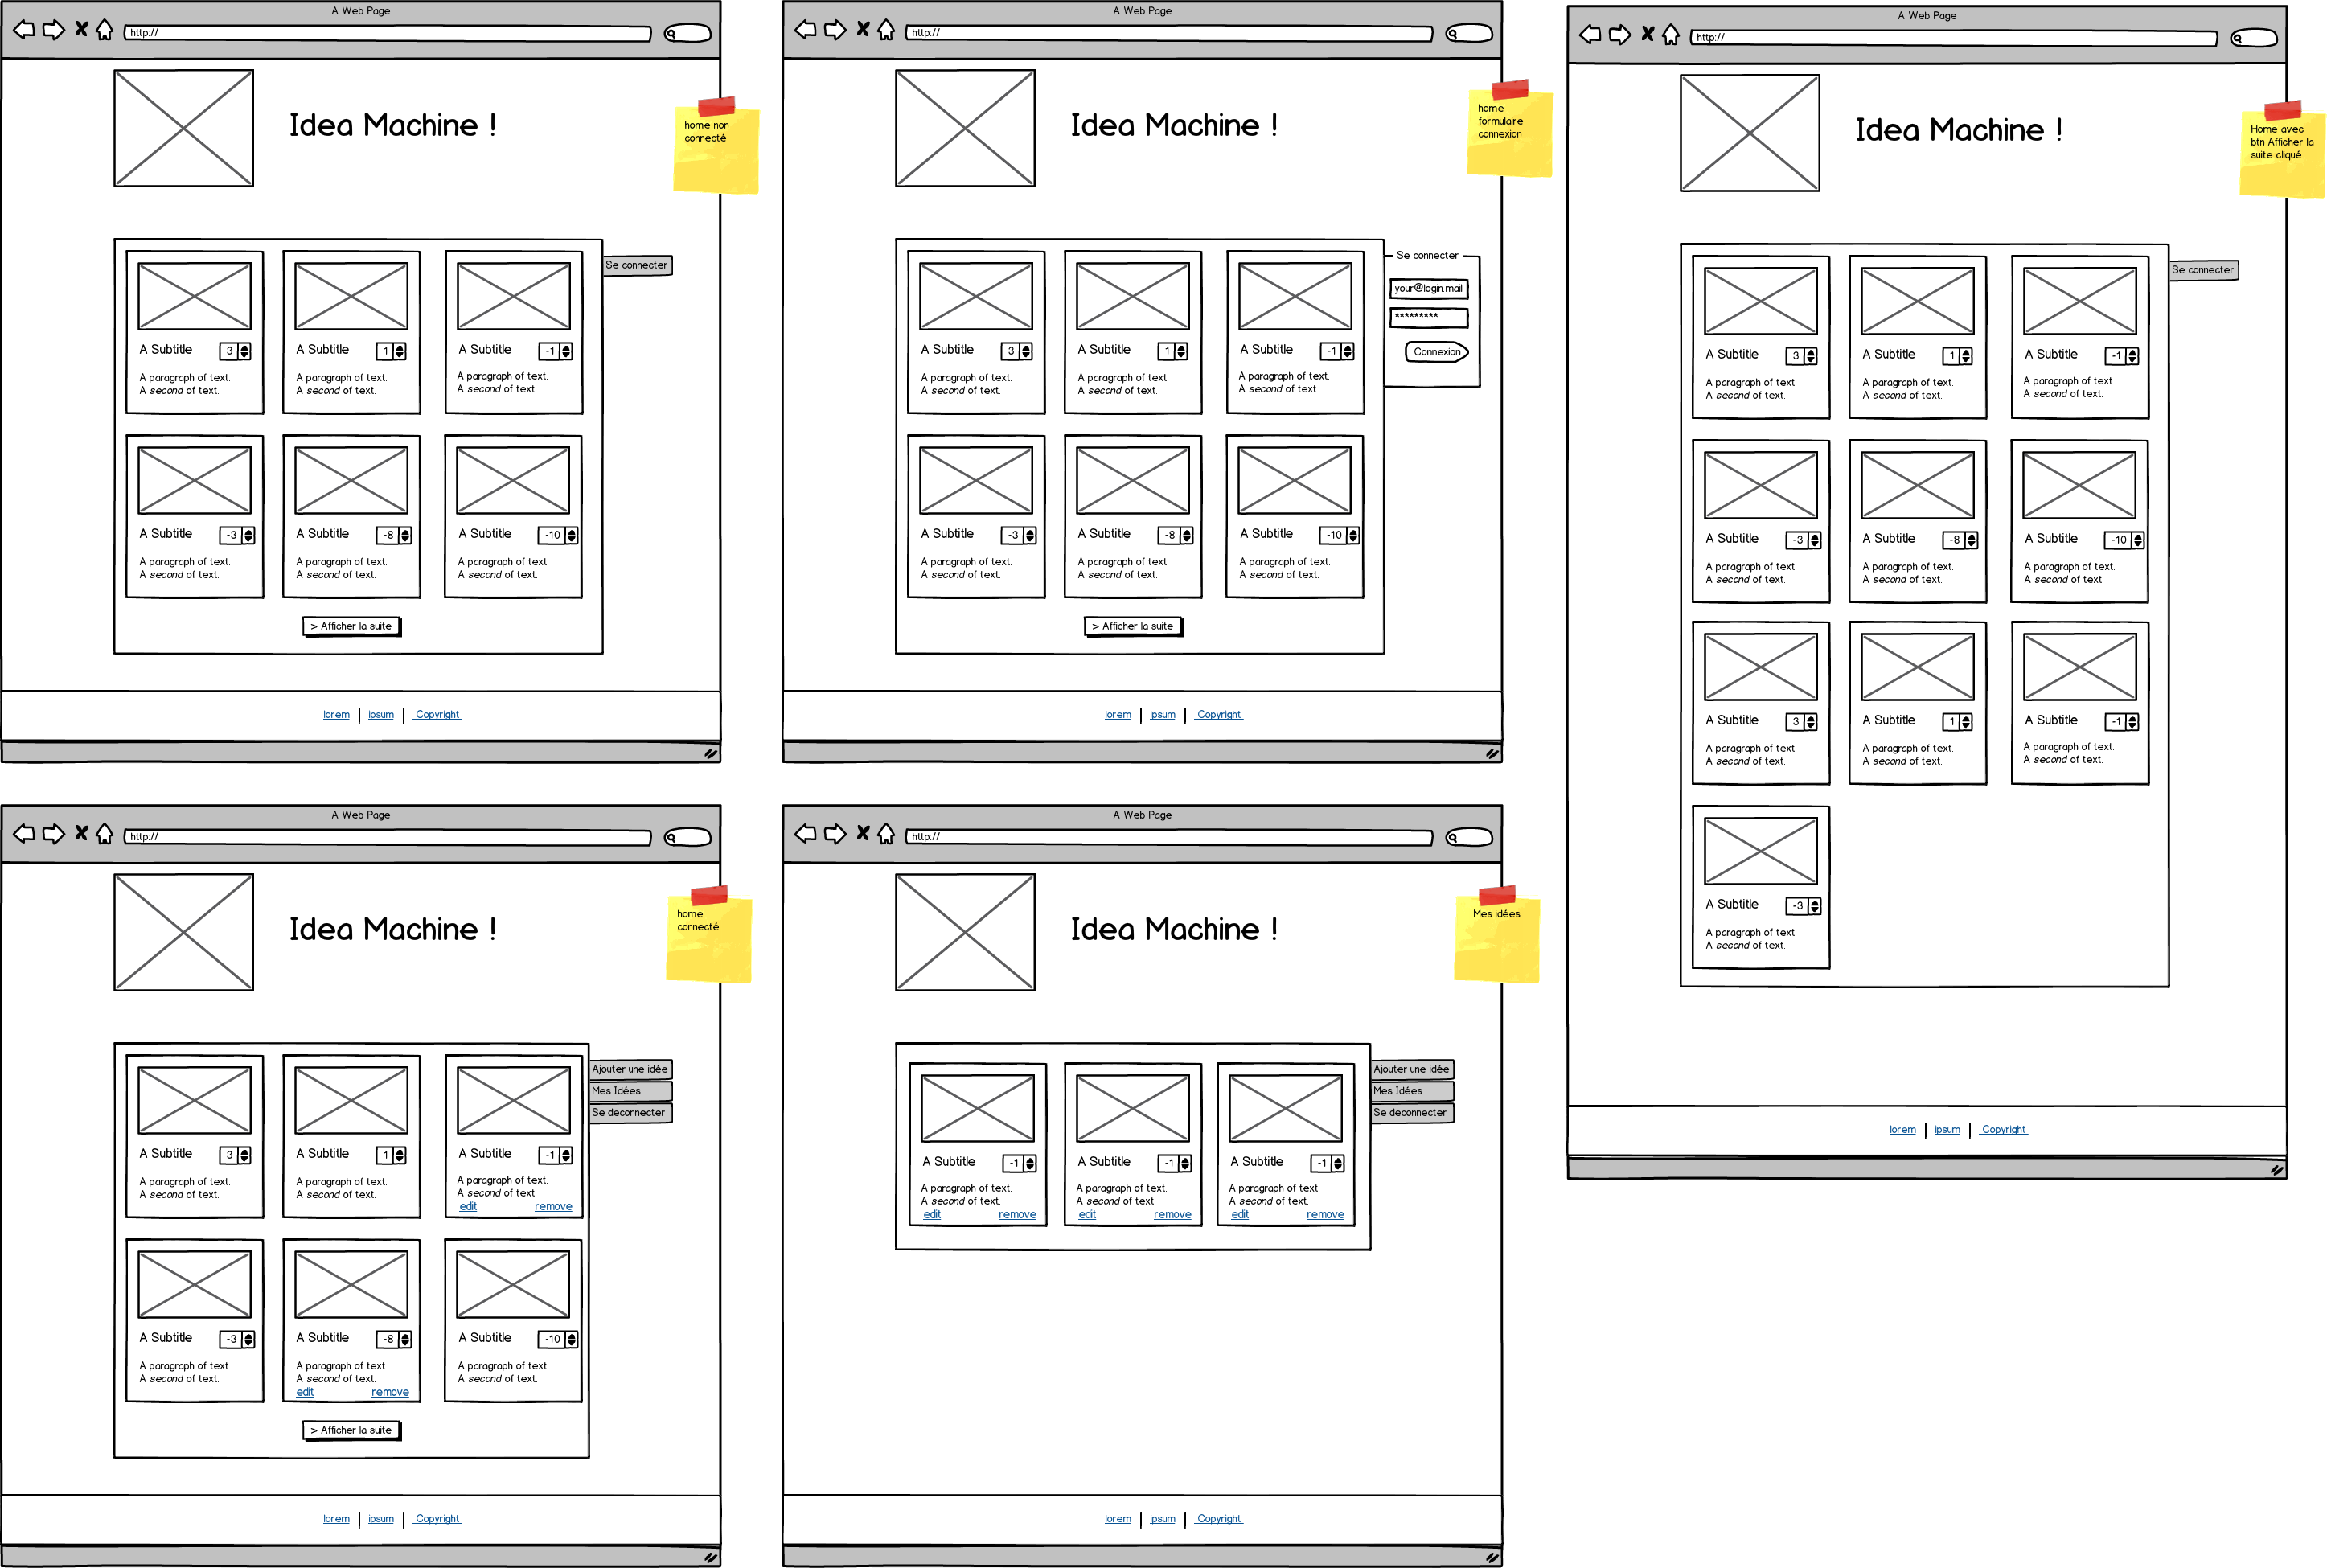 A Web Page
http://
Idea Machine !
home non
connecté
Se connecter
A Subtitle 3
A paragraph of text.
A second of text.
A Subtitle 1
A paragraph of text.
A second of text.
A Subtitle -1
A paragraph of text.
A second of text.
A Subtitle -3
A paragraph of text.
A second of text.
A Subtitle -8
A paragraph of text.
A second of text.
A Subtitle -10
A paragraph of text.
A second of text.
> Afficher la suite
lorem | ipsum | Copyright
A Web Page
http://
Idea Machine !
home
formulaire
connexion
A Subtitle 3
A paragraph of text.
A second of text.
A Subtitle 1
A paragraph of text.
A second of text.
A Subtitle -1
A paragraph of text.
A second of text.
Se connecter
your@login.mail
*********
Connexion
A Subtitle -3
A paragraph of text.
A second of text.
A Subtitle -8
A paragraph of text.
A second of text.
A Subtitle -10
A paragraph of text.
A second of text.
> Afficher la suite
lorem | ipsum | Copyright
A Web Page
http://
Idea Machine !
Home avec
btn Afficher la
suite cliqué
Se connecter
A Subtitle 3
A paragraph of text.
A second of text.
A Subtitle 1
A paragraph of text.
A second of text.
A Subtitle -1
A paragraph of text.
A second of text.
A Subtitle -3
A paragraph of text.
A second of text.
A Subtitle -8
A paragraph of text.
A second of text.
A Subtitle -10
A paragraph of text.
A second of text.
A Subtitle 3
A paragraph of text.
A second of text.
A Subtitle 1
A paragraph of text.
A second of text.
A Subtitle -1
A paragraph of text.
A second of text.
A Subtitle -3
A paragraph of text.
A second of text.
lorem | ipsum | Copyright
A Web Page
http://
Idea Machine !
home
connecté
Ajouter une idée
Mes Idées
Se deconnecter
A Subtitle 3
A paragraph of text.
A second of text.
A Subtitle 1
A paragraph of text.
A second of text.
A Subtitle -1
A paragraph of text.
A second of text.
edit remove
A Subtitle -3
A paragraph of text.
A second of text.
A Subtitle -8
A paragraph of text.
A second of text.
edit remove
A Subtitle -10
A paragraph of text.
A second of text.
> Afficher la suite
lorem | ipsum | Copyright
A Web Page
http://
Idea Machine !
Mes idées
Ajouter une idée
Mes Idées
Se deconnecter
A Subtitle -1
A paragraph of text.
A second of text.
edit remove
A Subtitle -1
A paragraph of text.
A second of text.
edit remove
A Subtitle -1
A paragraph of text.
A second of text.
edit remove
lorem | ipsum | Copyright